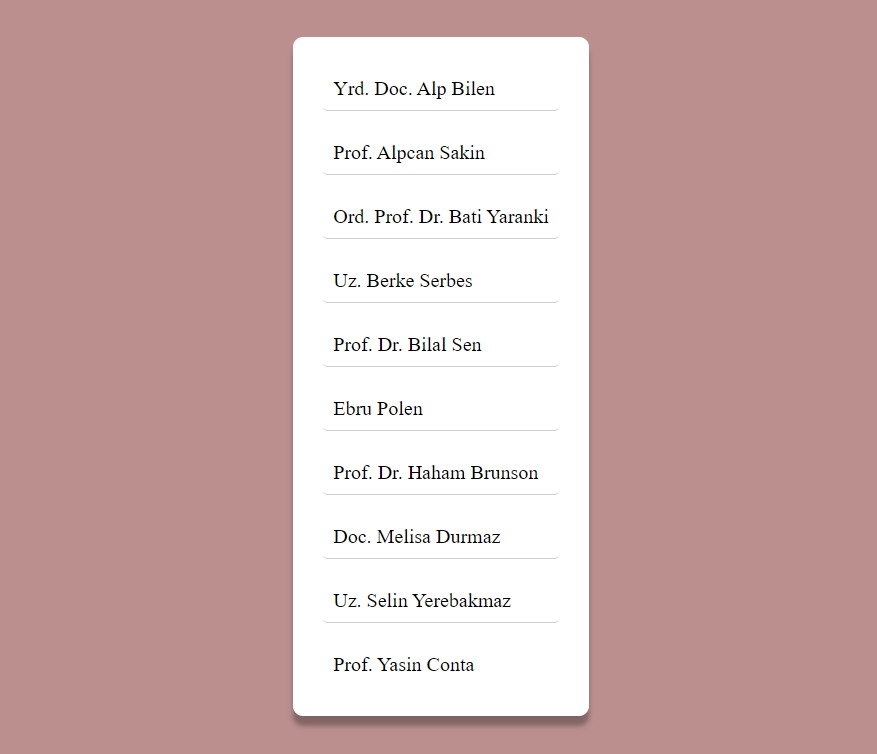 Yrd. Doc. Alp Bilen
Prof. Alpcan Sakin
Ord. Prof. Dr. Bati Yaranki
Uz. Berke Serbes
Prof. Dr. Bilal Sen
Ebru Polen
Prof. Dr. Haham Brunson
Doc. Melisa Durmaz
Uz. Selin Yerebakmaz
Prof. Yasin Conta